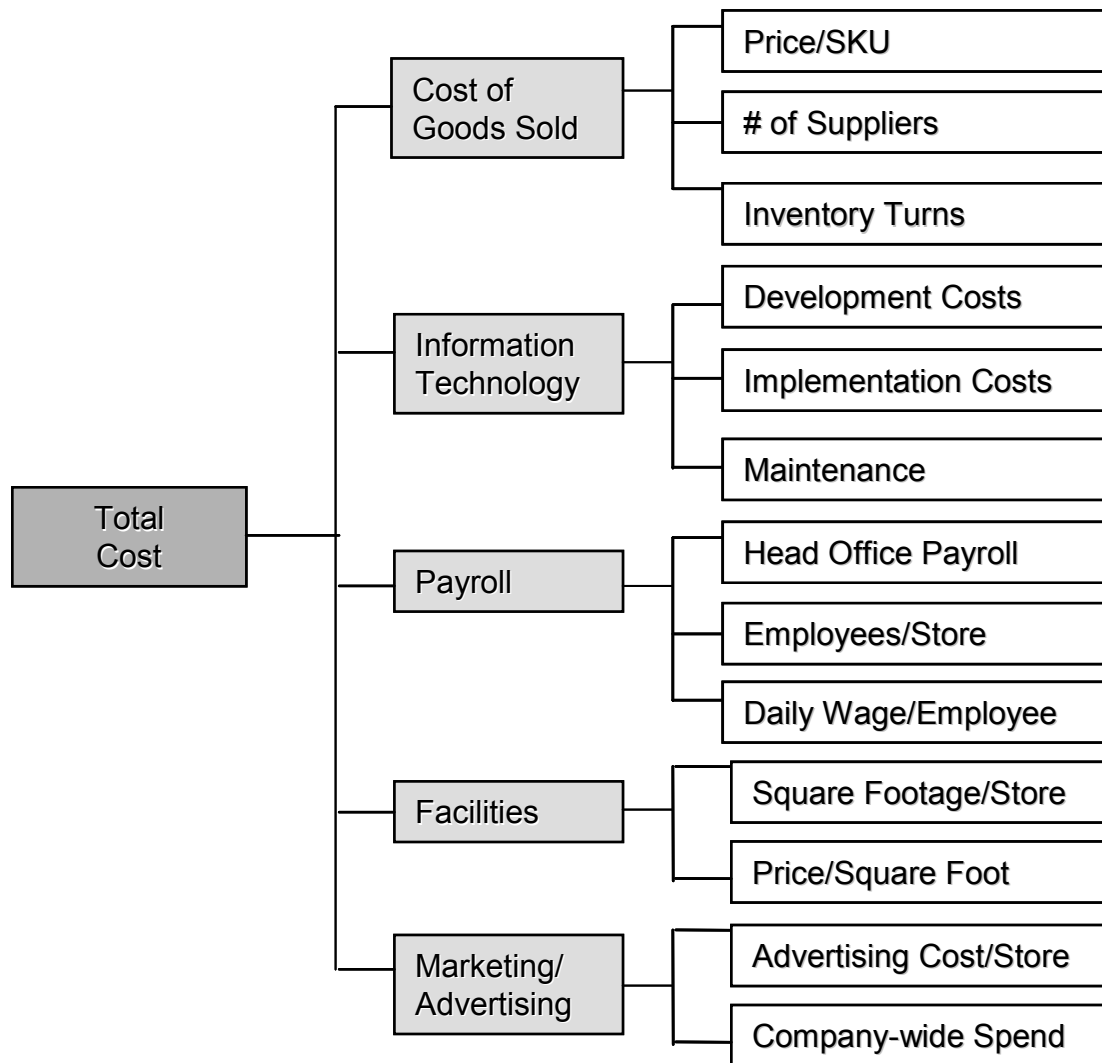 Total
Cost
Cost of
Goods Sold
Price/SKU
# of Suppliers
Inventory Turns
Information
Technology
Development Costs
Implementation Costs
Maintenance
Payroll
Head Office Payroll
Employees/Store
Daily Wage/Employee
Facilities
Square Footage/Store
Price/Square Foot
Marketing/
Advertising
Advertising Cost/Store
Company-wide Spend